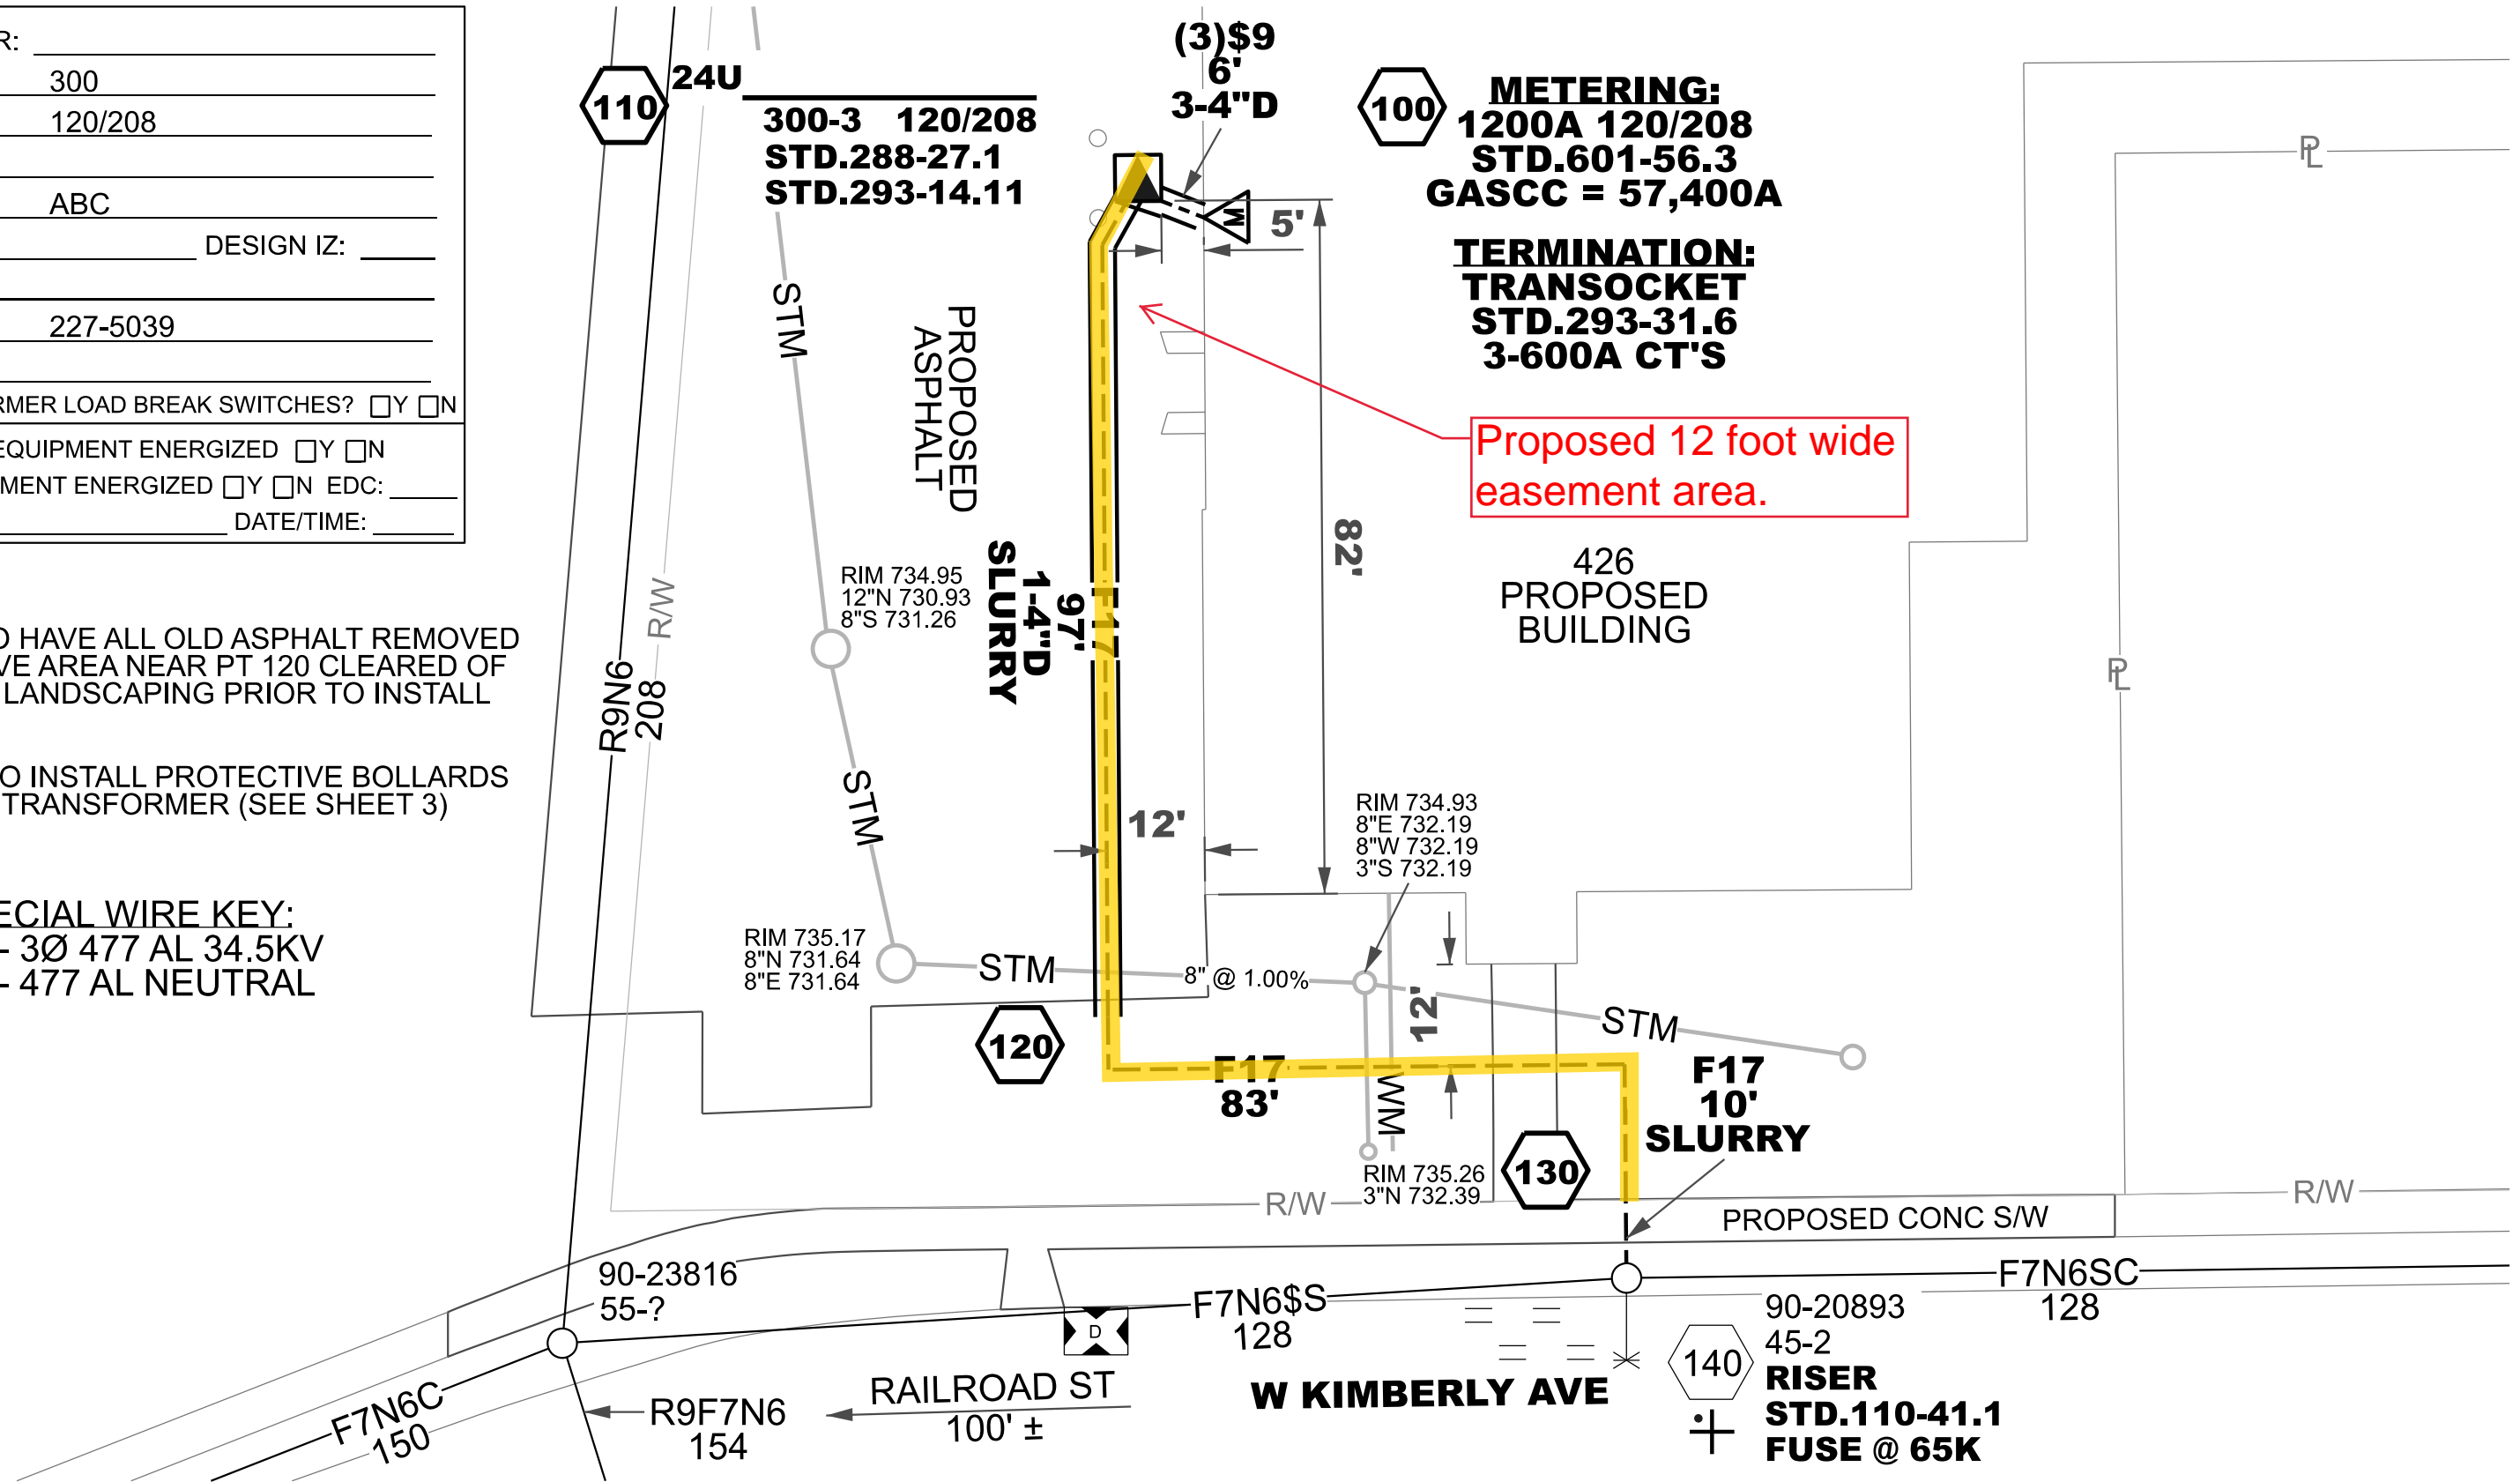 R:
300
120/208
ABC
DESIGN IZ:
227-5039
RMER LOAD BREAK SWITCHES? Y N
EQUIPMENT ENERGIZED Y N
MENT ENERGIZED Y N EDC:
DATE/TIME:
D HAVE ALL OLD ASPHALT REMOVED
VE AREA NEAR PT 120 CLEARED OF
LANDSCAPING PRIOR TO INSTALL
O INSTALL PROTECTIVE BOLLARDS
TRANSFORMER (SEE SHEET 3)
ECIAL WIRE KEY:
- 3Ø 477 AL 34.5KV
- 477 AL NEUTRAL
110
24U
300-3 120/208
STD.288-27.1
STD.293-14.11
(3)$9
6'
3-4"D
100
METERING:
1200A 120/208
STD.601-56.3
GASCC = 57,400A
TERMINATION:
TRANSOCKET
STD.293-31.6
3-600A CT'S
W
5'
82'
Proposed 12 foot wide
easement area.
426
PROPOSED
BUILDING
PROPOSED
ASPHALT
STM
STM
R/W
R9N6
208
RIM 734.95
12"N 730.93
8"S 731.26
F17
97'
1-4"D
SLURRY
12'
RIM 734.93
8"E 732.19
8"W 732.19
3"S 732.19
RIM 735.17
8"N 731.64
8"E 731.64
STM
8" @ 1.00%
12'
STM
120
F17
83'
WM
F17
10'
SLURRY
130
RIM 735.26
3"N 732.39
R/W
R/W
PROPOSED CONC S/W
PL
PL
90-23816
55-?
F7N6$S
128
D
F7N6SC
128
90-20893
45-2
140
RISER
STD.110-41.1
FUSE @ 65K
W KIMBERLY AVE
RAILROAD ST
100' ±
R9F7N6
154
F7N6C
150